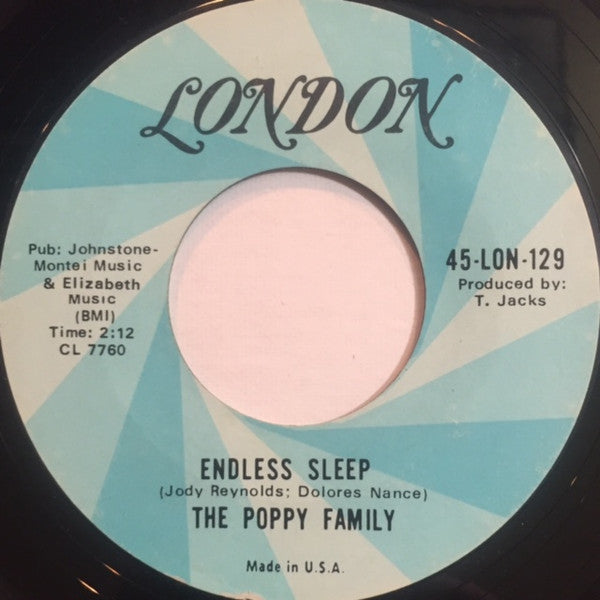 LONDON
Pub: Johnstone-
Montei Music
& Elizabeth
Music
(BMI)
Time: 2:12
CL 7760
45-LON-129
Produced by:
T. Jacks
ENDLESS SLEEP
(Jody Reynolds; Dolores Nance)
THE POPPY FAMILY
Made in U.S.A.